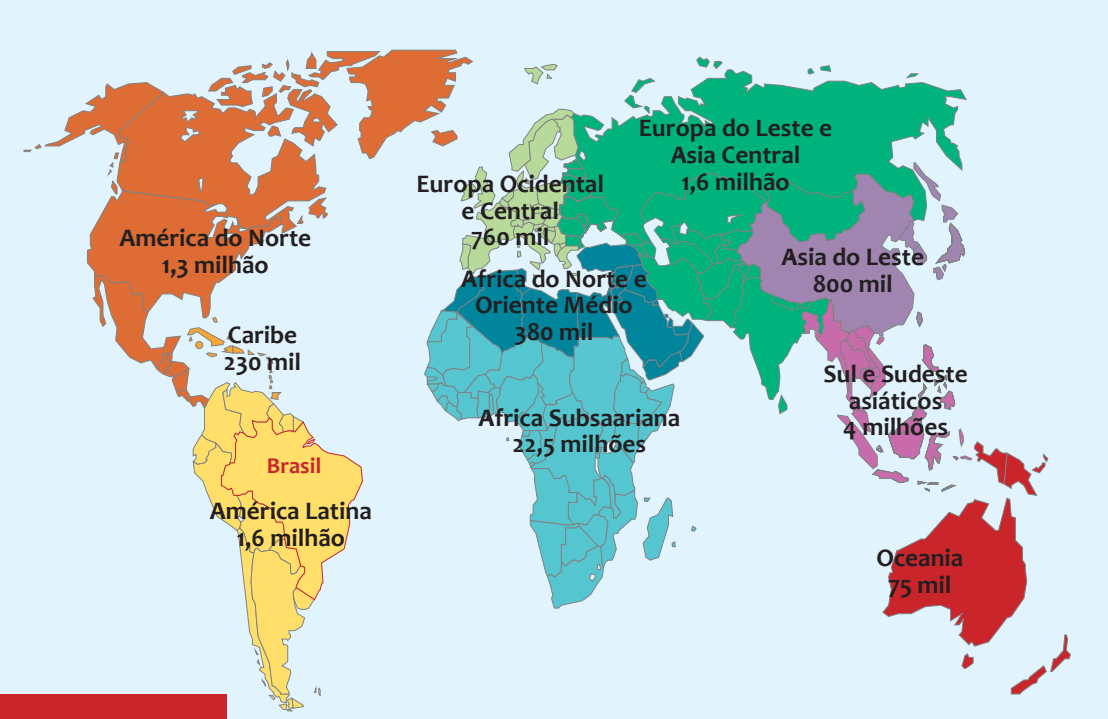 Europa do Leste e
Asia Central
1,6 milhão
Europa Ocidental
e Central
760 mil
América do Norte
1,3 milhão
Asia do Leste
800 mil
Africa do Norte e
Oriente Médio
380 mil
Caribe
230 mil
Sul e Sudeste
asiáticos
4 milhões
Africa Subsaariana
22,5 milhões
Brasil
América Latina
1,6 milhão
Oceania
75 mil